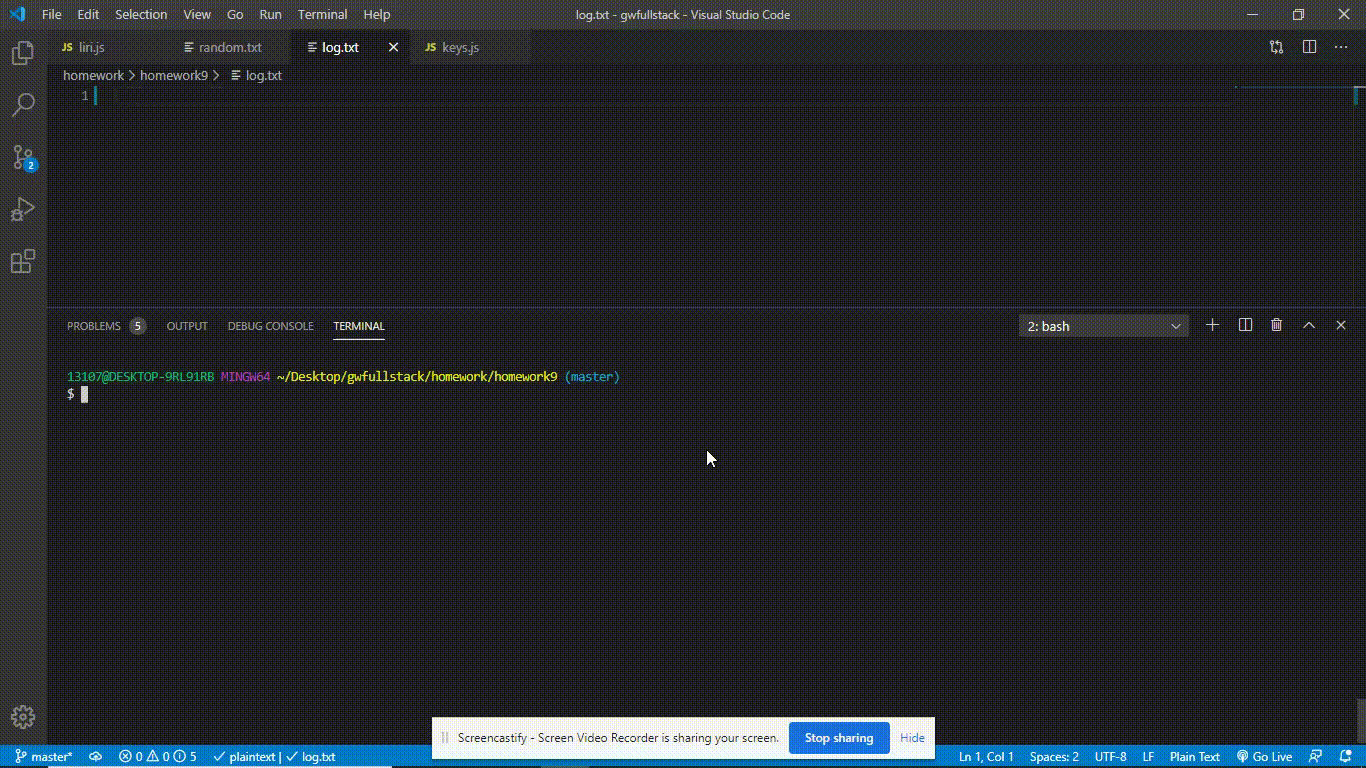 File Edit Selection View Go Run Terminal Help log.txt - gwfullstack - Visual Studio Code
JS liri.js random.txt log.txt JS keys.js
homework > homework9 > log.txt
1
2
PROBLEMS 5 OUTPUT DEBUG CONSOLE TERMINAL 2: bash
13107@DESKTOP-9RL91RB MINGW64 ~/Desktop/gwfullstack/homework/homework9 (master)
$
Screencastify - Screen Video Recorder is sharing your screen. Stop sharing Hide
master* 0 0 5 plaintext | log.txt Ln 1, Col 1 Spaces: 2 UTF-8 LF Plain Text Go Live